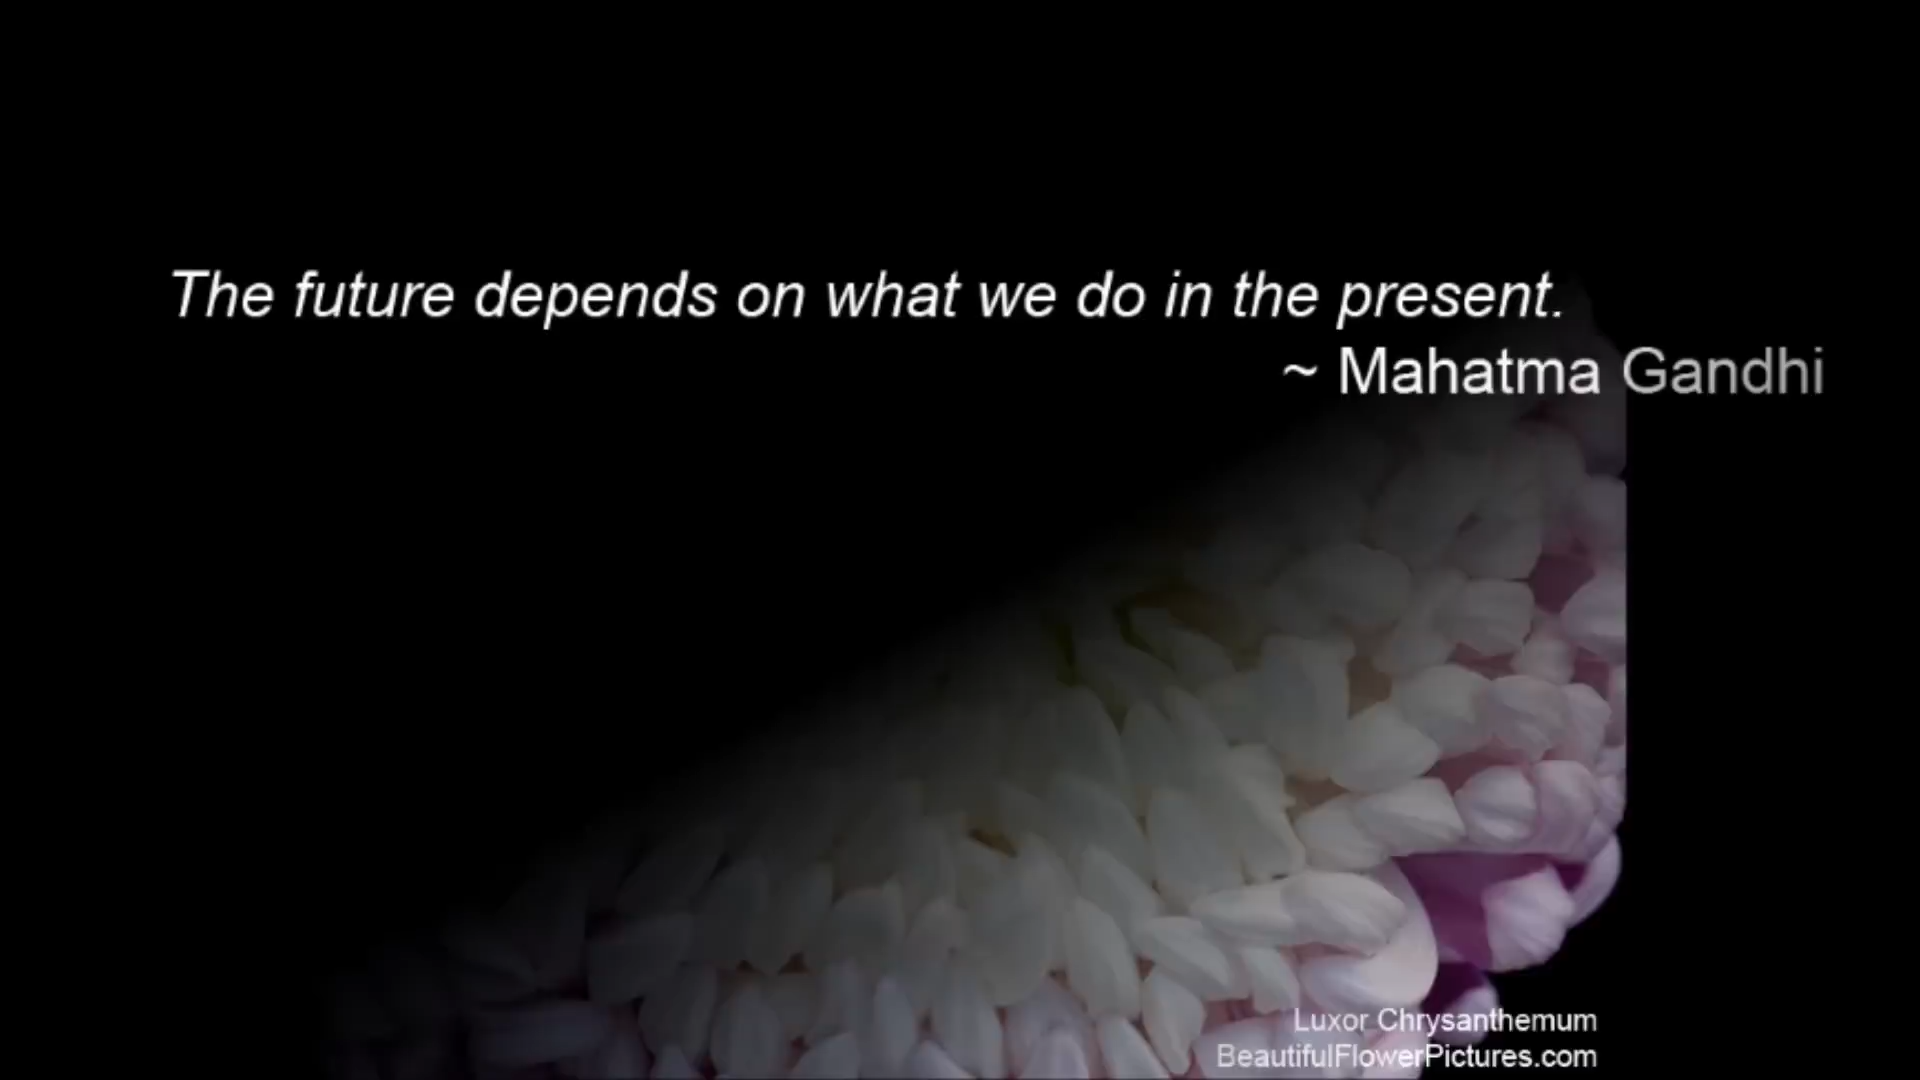 The future depends on what we do in the present.
~ Mahatma Gandhi
Luxor Chrysanthemum
BeautifulFlowerPictures.com